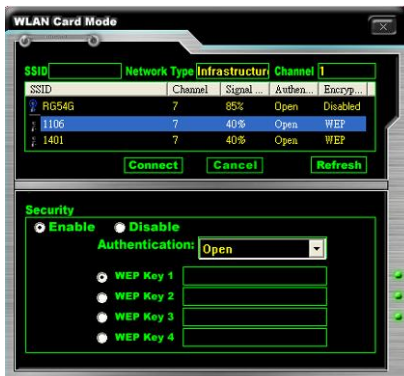 WLAN Card Mode
SSID Network Type Infrastructur Channel 1
SSID Channel Signal ... Authen... Encryp...
RG54G 7 85% Open Disabled
1106 7 40% Open WEP
1401 7 40% Open WEP
Connect Cancel Refresh
Security
Enable Disable
Authentication: Open
WEP Key 1
WEP Key 2
WEP Key 3
WEP Key 4